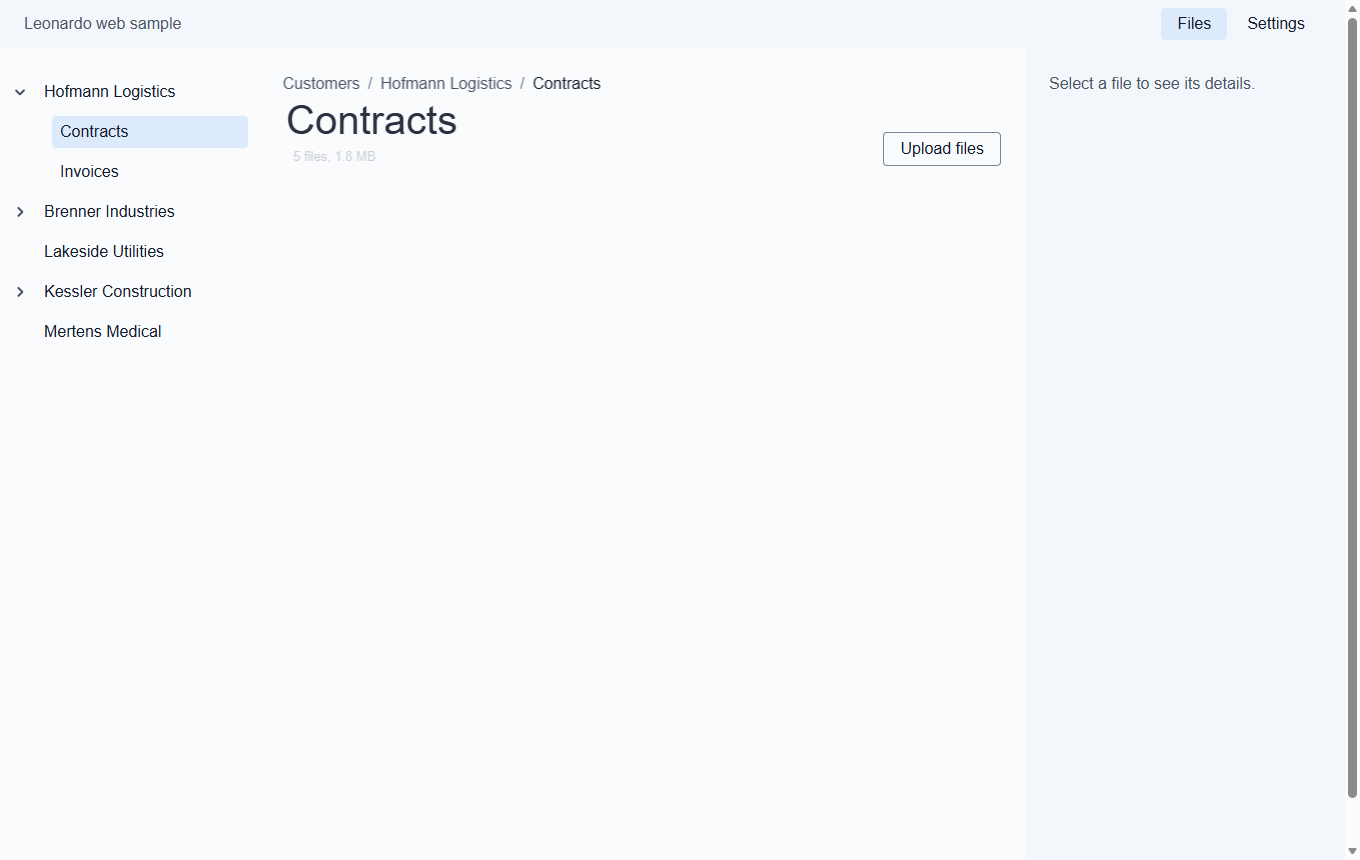 Leonardo web sample
Files
Settings
Hofmann Logistics
Contracts
Invoices
Brenner Industries
Lakeside Utilities
Kessler Construction
Mertens Medical
Customers / Hofmann Logistics / Contracts
Contracts
5 files, 1.8 MB
Upload files
Select a file to see its details.